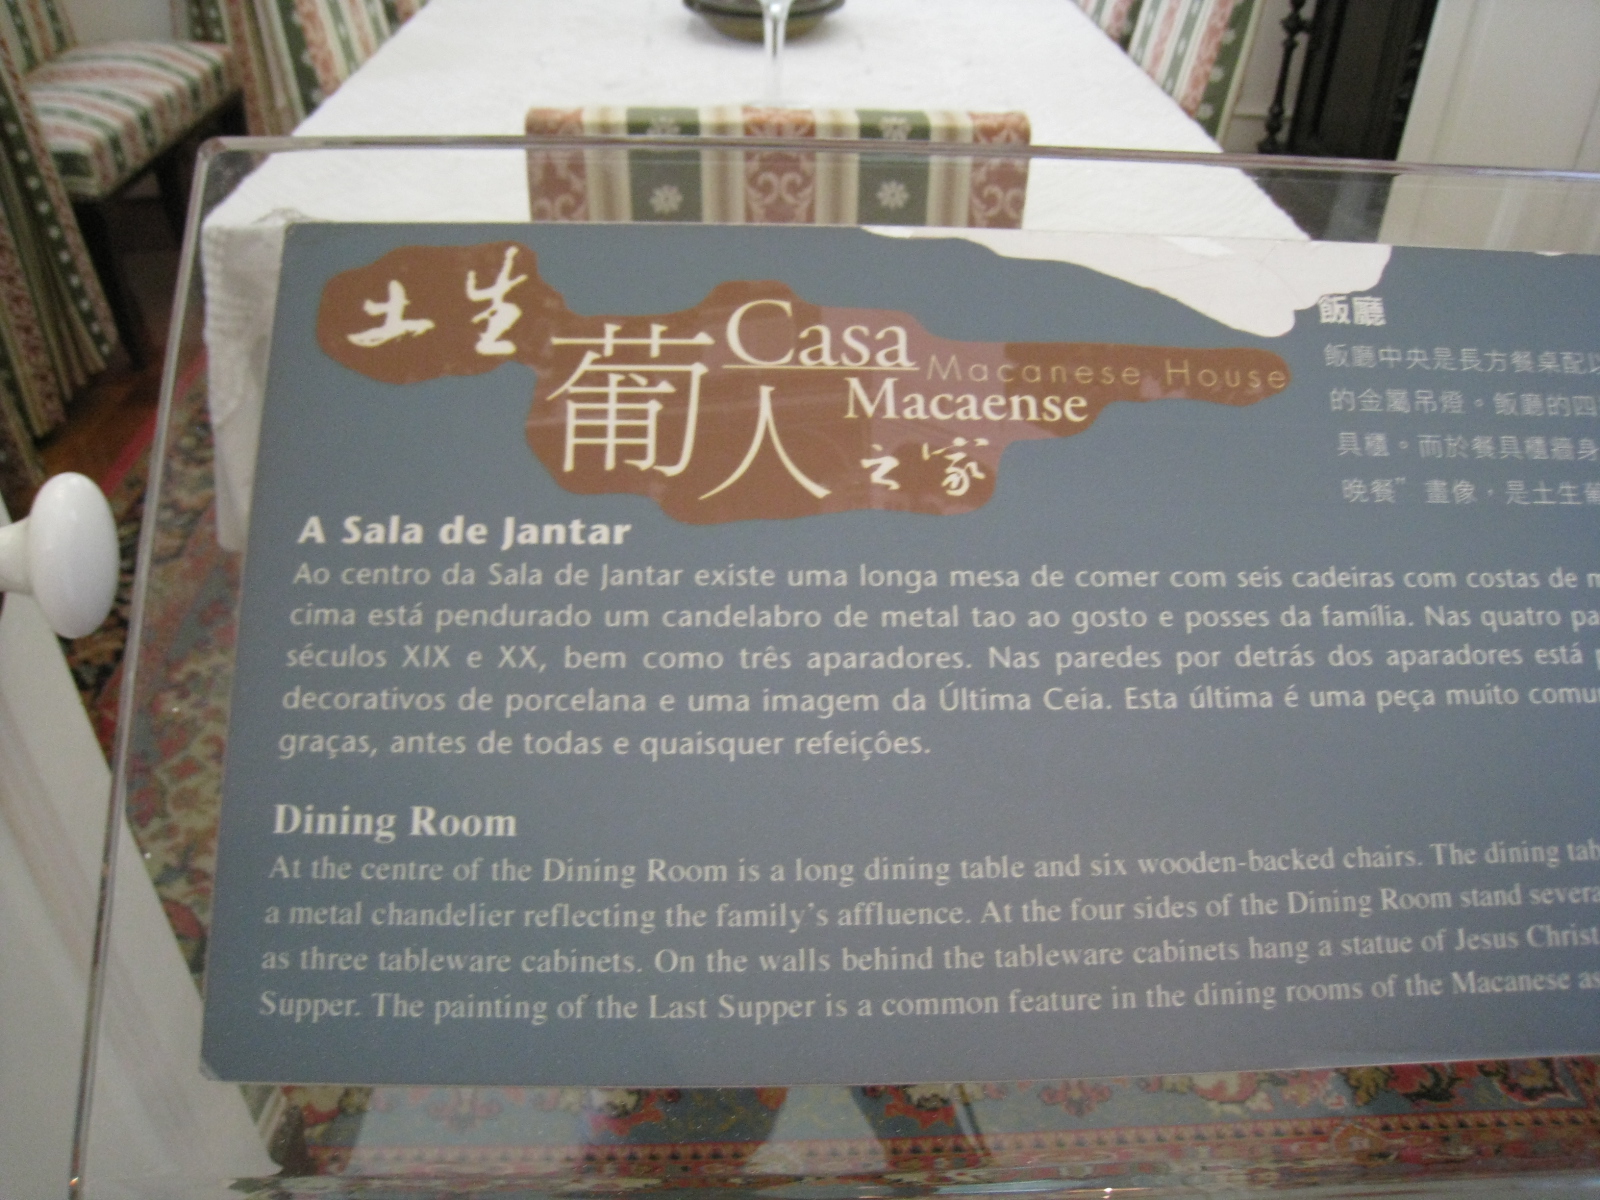 土生
葡人
Casa
Macanese House
Macaense
之家
飯廳
飯廳中央是長方餐桌配以
的金屬吊燈。飯廳的四
具櫃。而於餐具櫃牆身
晚餐” 畫像，是土生葡
A Sala de Jantar
Ao centro da Sala de Jantar existe uma longa mesa de comer com seis cadeiras com costas de
cima está pendurado um candelabro de metal tao ao gosto e posses da família. Nas quatro
séculos XIX e XX, bem como três aparadores. Nas paredes por detrás dos aparadores está
decorativos de porcelana e uma imagem da Última Ceia. Esta última é uma peça muito
graças, antes de todas e quaisquer refeições.
Dining Room
At the centre of the Dining Room is a long dining table and six wooden-backed chairs. The dining
a metal chandelier reflecting the family's affluence. At the four sides of the Dining Room stand
as three tableware cabinets. On the walls behind the tableware cabinets hang a statue of Jesus Christ
Supper. The painting of the Last Supper is a common feature in the dining rooms of the Macanese as